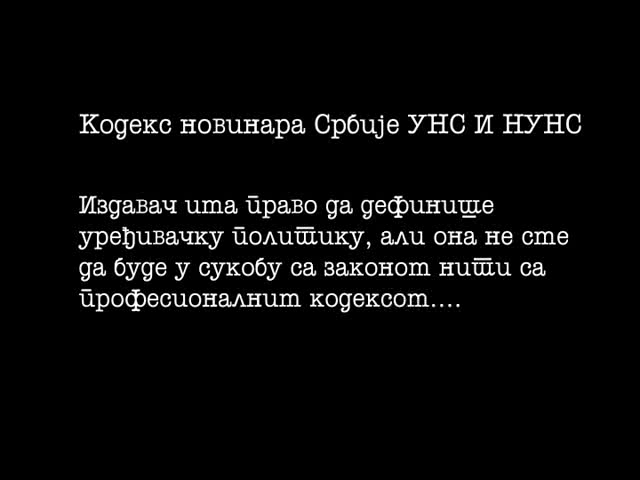 Кодекс новинара Србије УНС И НУНС
Издавач има право да дефинише
уређивачку политику, али она не сме
да буде у сукобу са законом нити са
професионалним кодексом....